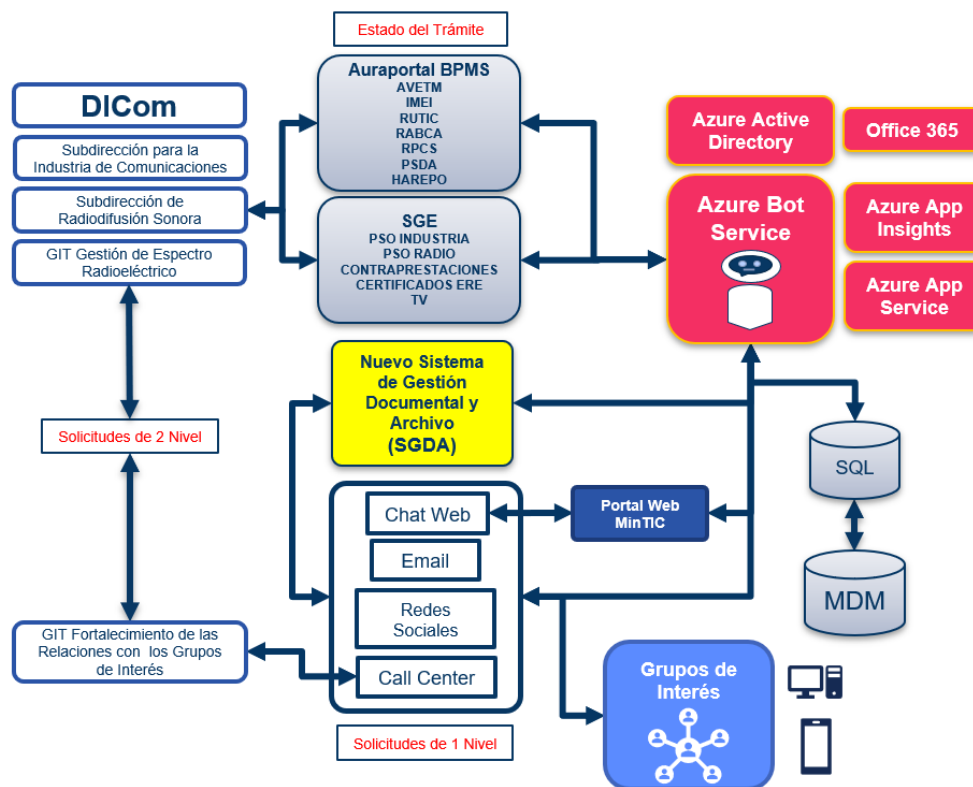 Estado del Trámite
DICom
Subdirección para la
Industria de Comunicaciones
Subdirección de
Radiodifusión Sonora
GIT Gestión de Espectro
Radioeléctrico
Auraportal BPMS
AVETM
IMEI
RUTIC
RABCA
RPCS
PSDA
HAREPO
SGE
PSO INDUSTRIA
PSO RADIO
CONTRAPRESTACIONES
CERTIFICADOS ERE
TV
Azure Active
Directory
Office 365
Azure Bot
Service
Azure App
Insights
Azure App
Service
Nuevo Sistema
de Gestión
Documental y
Archivo
(SGDA)
Solicitudes de 2 Nivel
SQL
MDM
Chat Web
Email
Redes
Sociales
Call Center
Portal Web
MinTIC
GIT Fortalecimiento de las
Relaciones con los Grupos
de Interés
Grupos de
Interés
Solicitudes de 1 Nivel